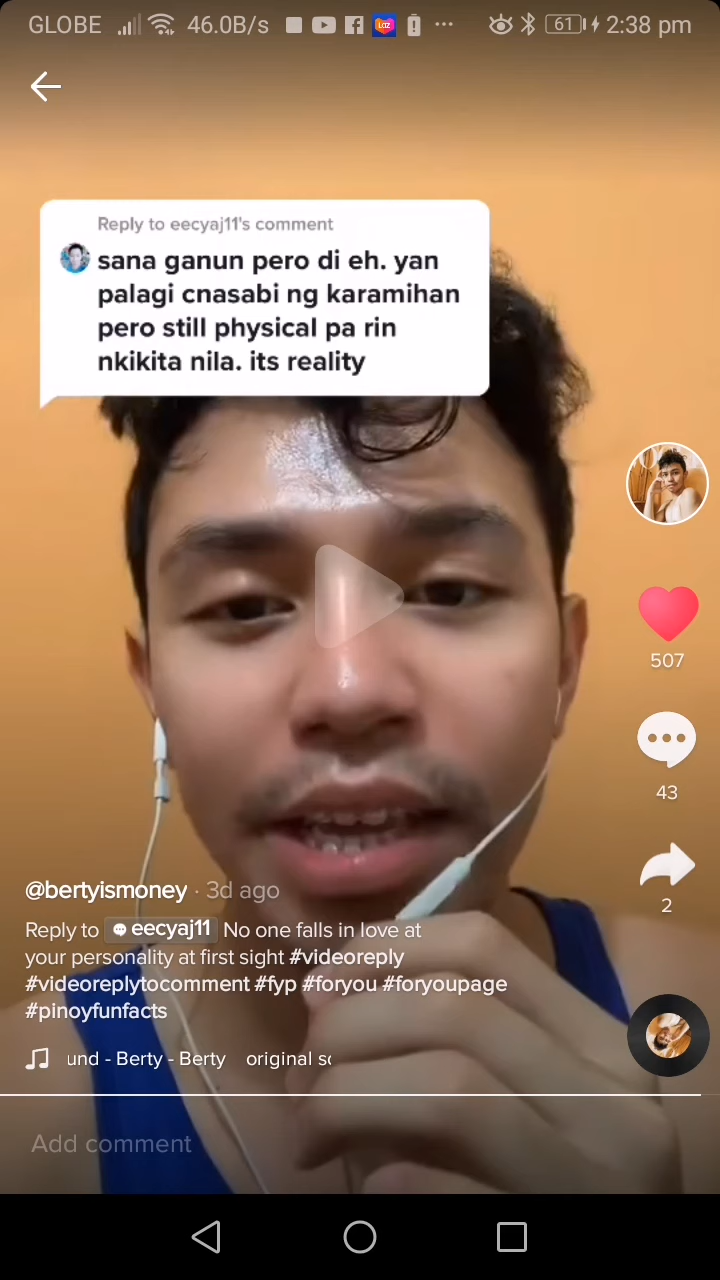 GLOBE 46.0B/s 61 2:38 pm
Reply to eecyaj11's comment
sana ganun pero di eh. yan
palagi cnasabi ng karamihan
pero still physical pa rin
nkikita nila. its reality
507
43
2
@bertyismoney · 3d ago
Reply to eecyaj11 No one falls in love at
your personality at first sight #videoreply
#videoreplytocomment #fyp #foryou #foryoupage
#pinoyfunfacts
und - Berty - Berty original so
Add comment